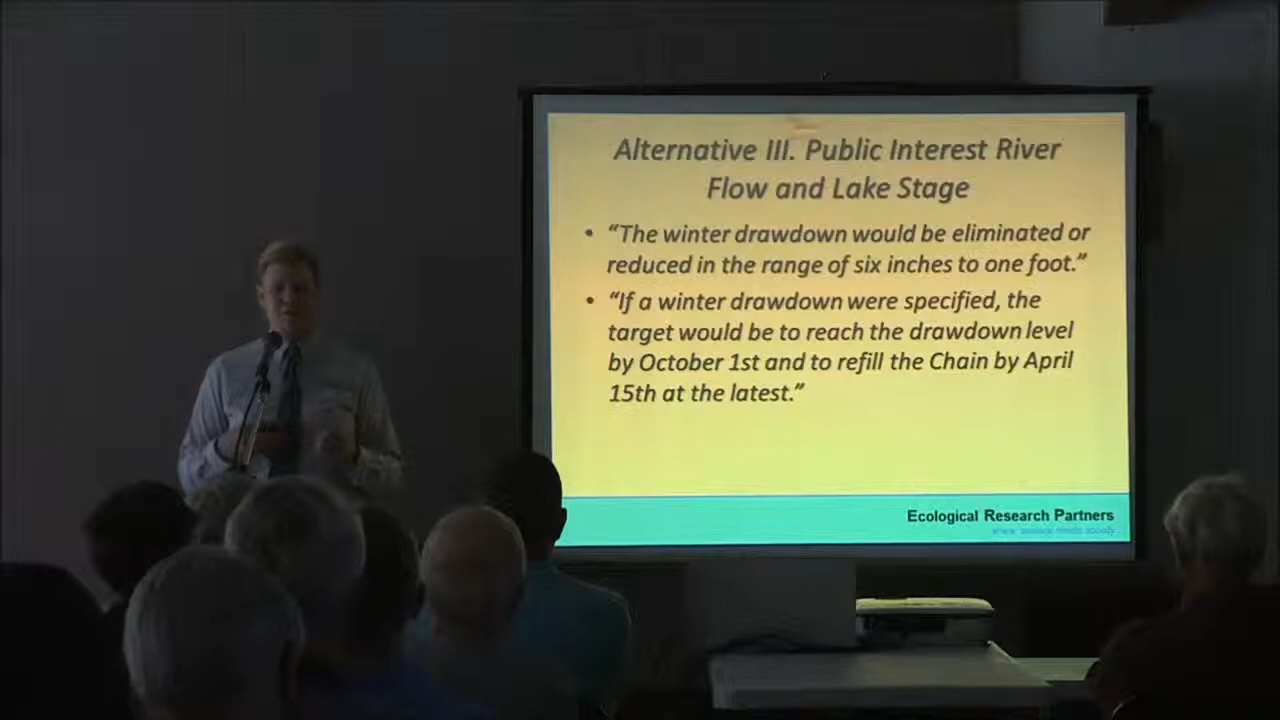 Alternative III. Public Interest River
Flow and Lake Stage
• “The winter drawdown would be eliminated or
reduced in the range of six inches to one foot.”
• “If a winter drawdown were specified, the
target would be to reach the drawdown level
by October 1st and to refill the Chain by April
15th at the latest.”
Ecological Research Partners